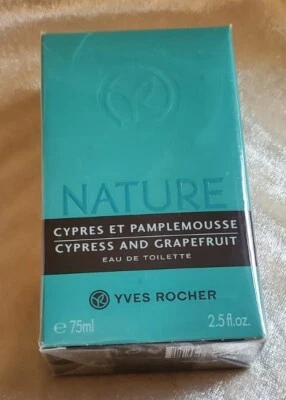 NATURE
CYPRES ET PAMPLEMOUSSE
CYPRESS AND GRAPEFRUIT
EAU DE TOILETTE
YVES ROCHER
℮ 75ml 2.5 fl.oz.